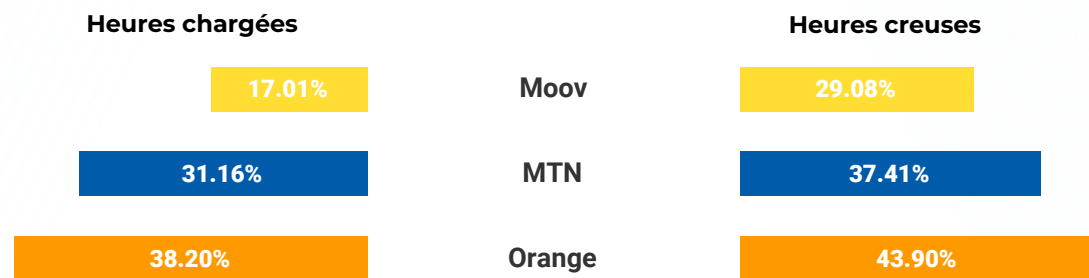 Heures chargées
Heures creuses
17.01% Moov 29.08%
31.16% MTN 37.41%
38.20% Orange 43.90%